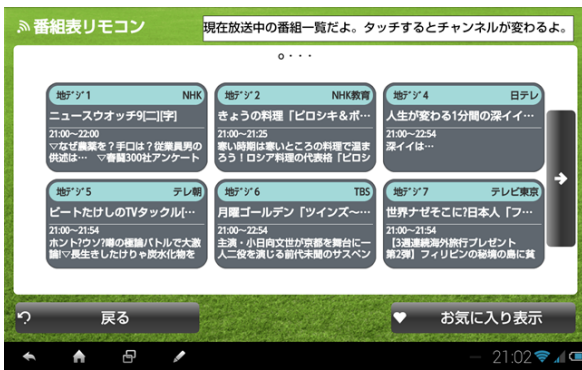 番組表リモコン
現在放送中の番組一覧だよ。タッチするとチャンネルが変わるよ。
地デジ1 NHK
ニュースウオッチ9[二][字]
21:00～22:00
▽なぜ農薬を？手口は？従業員男の
供述は… ▽春闘300社アンケート
地デジ2 NHK教育
きょうの料理「ピロシキ＆ボ…
21:00～21:25
寒い時期は寒いところの料理で温ま
ろう！ロシア料理の代表格「ピロシ
地デジ4 日テレ
人生が変わる1分間の深イイ…
21:00～22:54
深イイは…
地デジ5 テレ朝
ビートたけしのTVタックル[…
21:00～21:54
ホント?ウソ?噂の極論バトルで大激
論!▽長生きしたけりゃ炭水化物を
地デジ6 TBS
月曜ゴールデン「ツインズ～…
21:00～22:54
主演・小日向文世が京都を舞台に一
人二役を演じる前代未聞のサスペン
地デジ7 テレビ東京
世界ナゼそこに?日本人「フ…
21:00～21:54
【3週連続海外旅行プレゼント
第2弾】フィリピンの秘境の島に貧
戻る
お気に入り表示
21:02